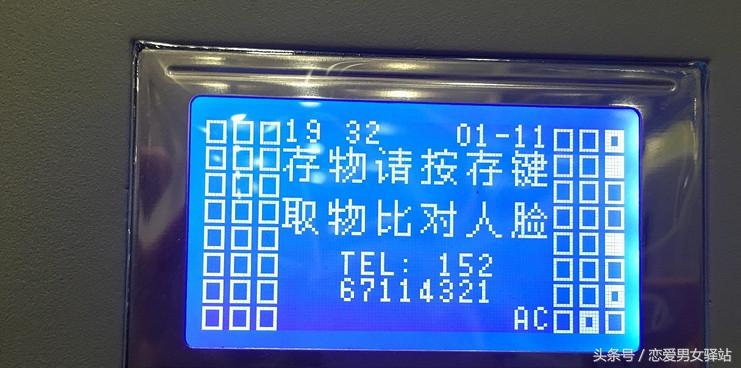 19 32 01-11
存物请按存键
取物比对人脸
TEL: 152
67114321
AC
头条号 / 恋爱男女驿站